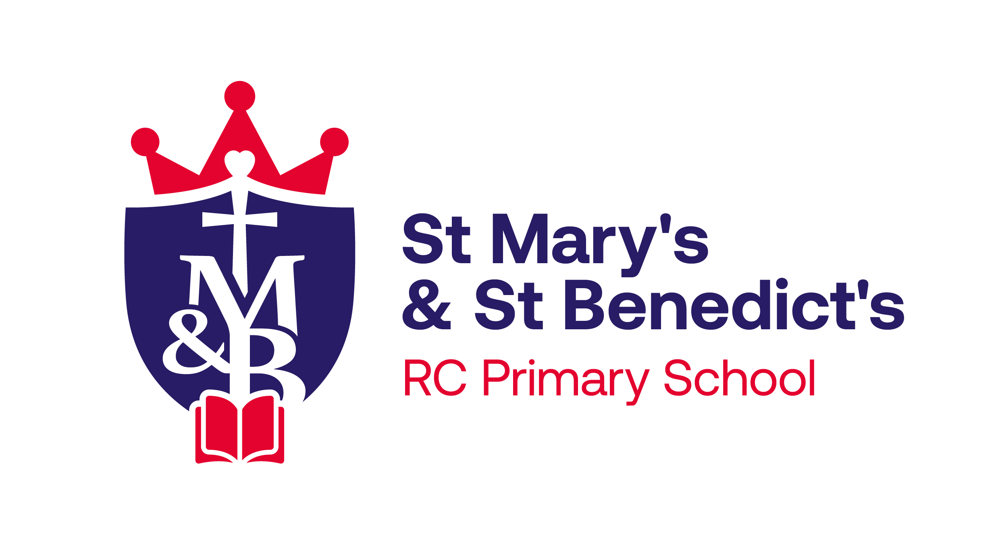 M
&B
St Mary's
& St Benedict's
RC Primary School